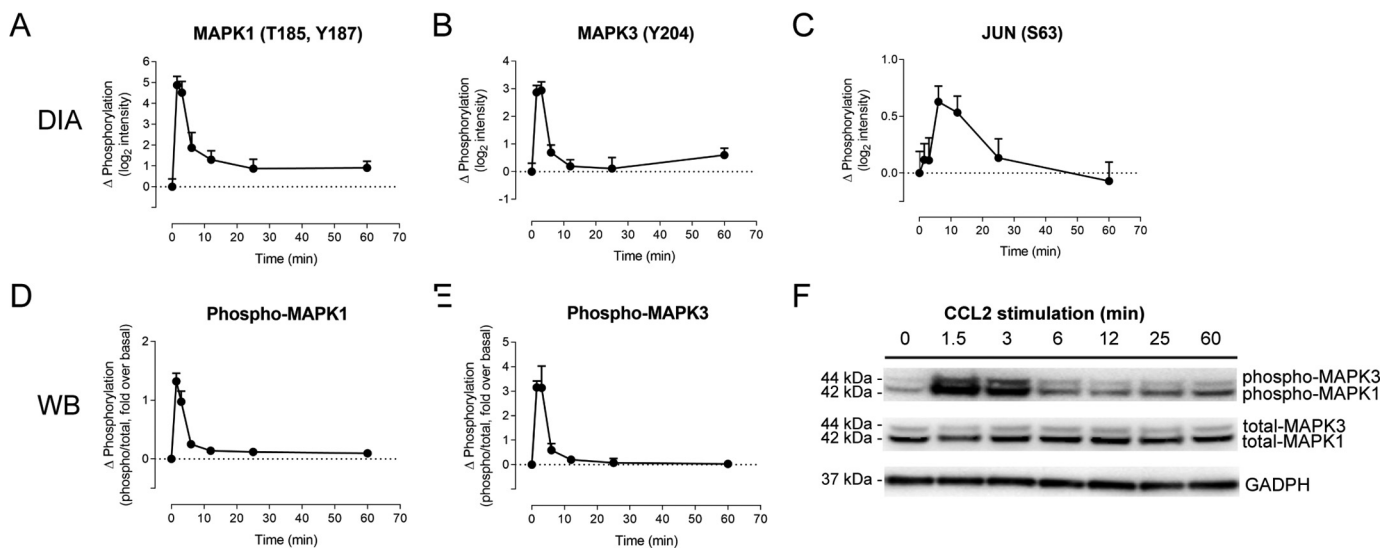 A
MAPK1 (T185, Y187)
Δ Phosphorylation
(log2 intensity)
6
5
4
3
2
1
0
0 10 20 30 40 50 60 70
Time (min)
B
MAPK3 (Y204)
Δ Phosphorylation
(log2 intensity)
4
3
2
1
0
-1
0 10 20 30 40 50 60 70
Time (min)
C
JUN (S63)
Δ Phosphorylation
(log2 intensity)
1.0
0.5
0.0
0 10 20 30 40 50 60 70
Time (min)
DIA
D
Phospho-MAPK1
Δ Phosphorylation
(phospho/total, fold over basal)
2
1
0
0 10 20 30 40 50 60 70
Time (min)
E
Phospho-MAPK3
Δ Phosphorylation
(phospho/total, fold over basal)
5
4
3
2
1
0
0 10 20 30 40 50 60 70
Time (min)
WB
F
CCL2 stimulation (min)
0 1.5 3 6 12 25 60
44 kDa -
42 kDa -
phospho-MAPK3
phospho-MAPK1
44 kDa -
42 kDa -
total-MAPK3
total-MAPK1
37 kDa -
GADPH